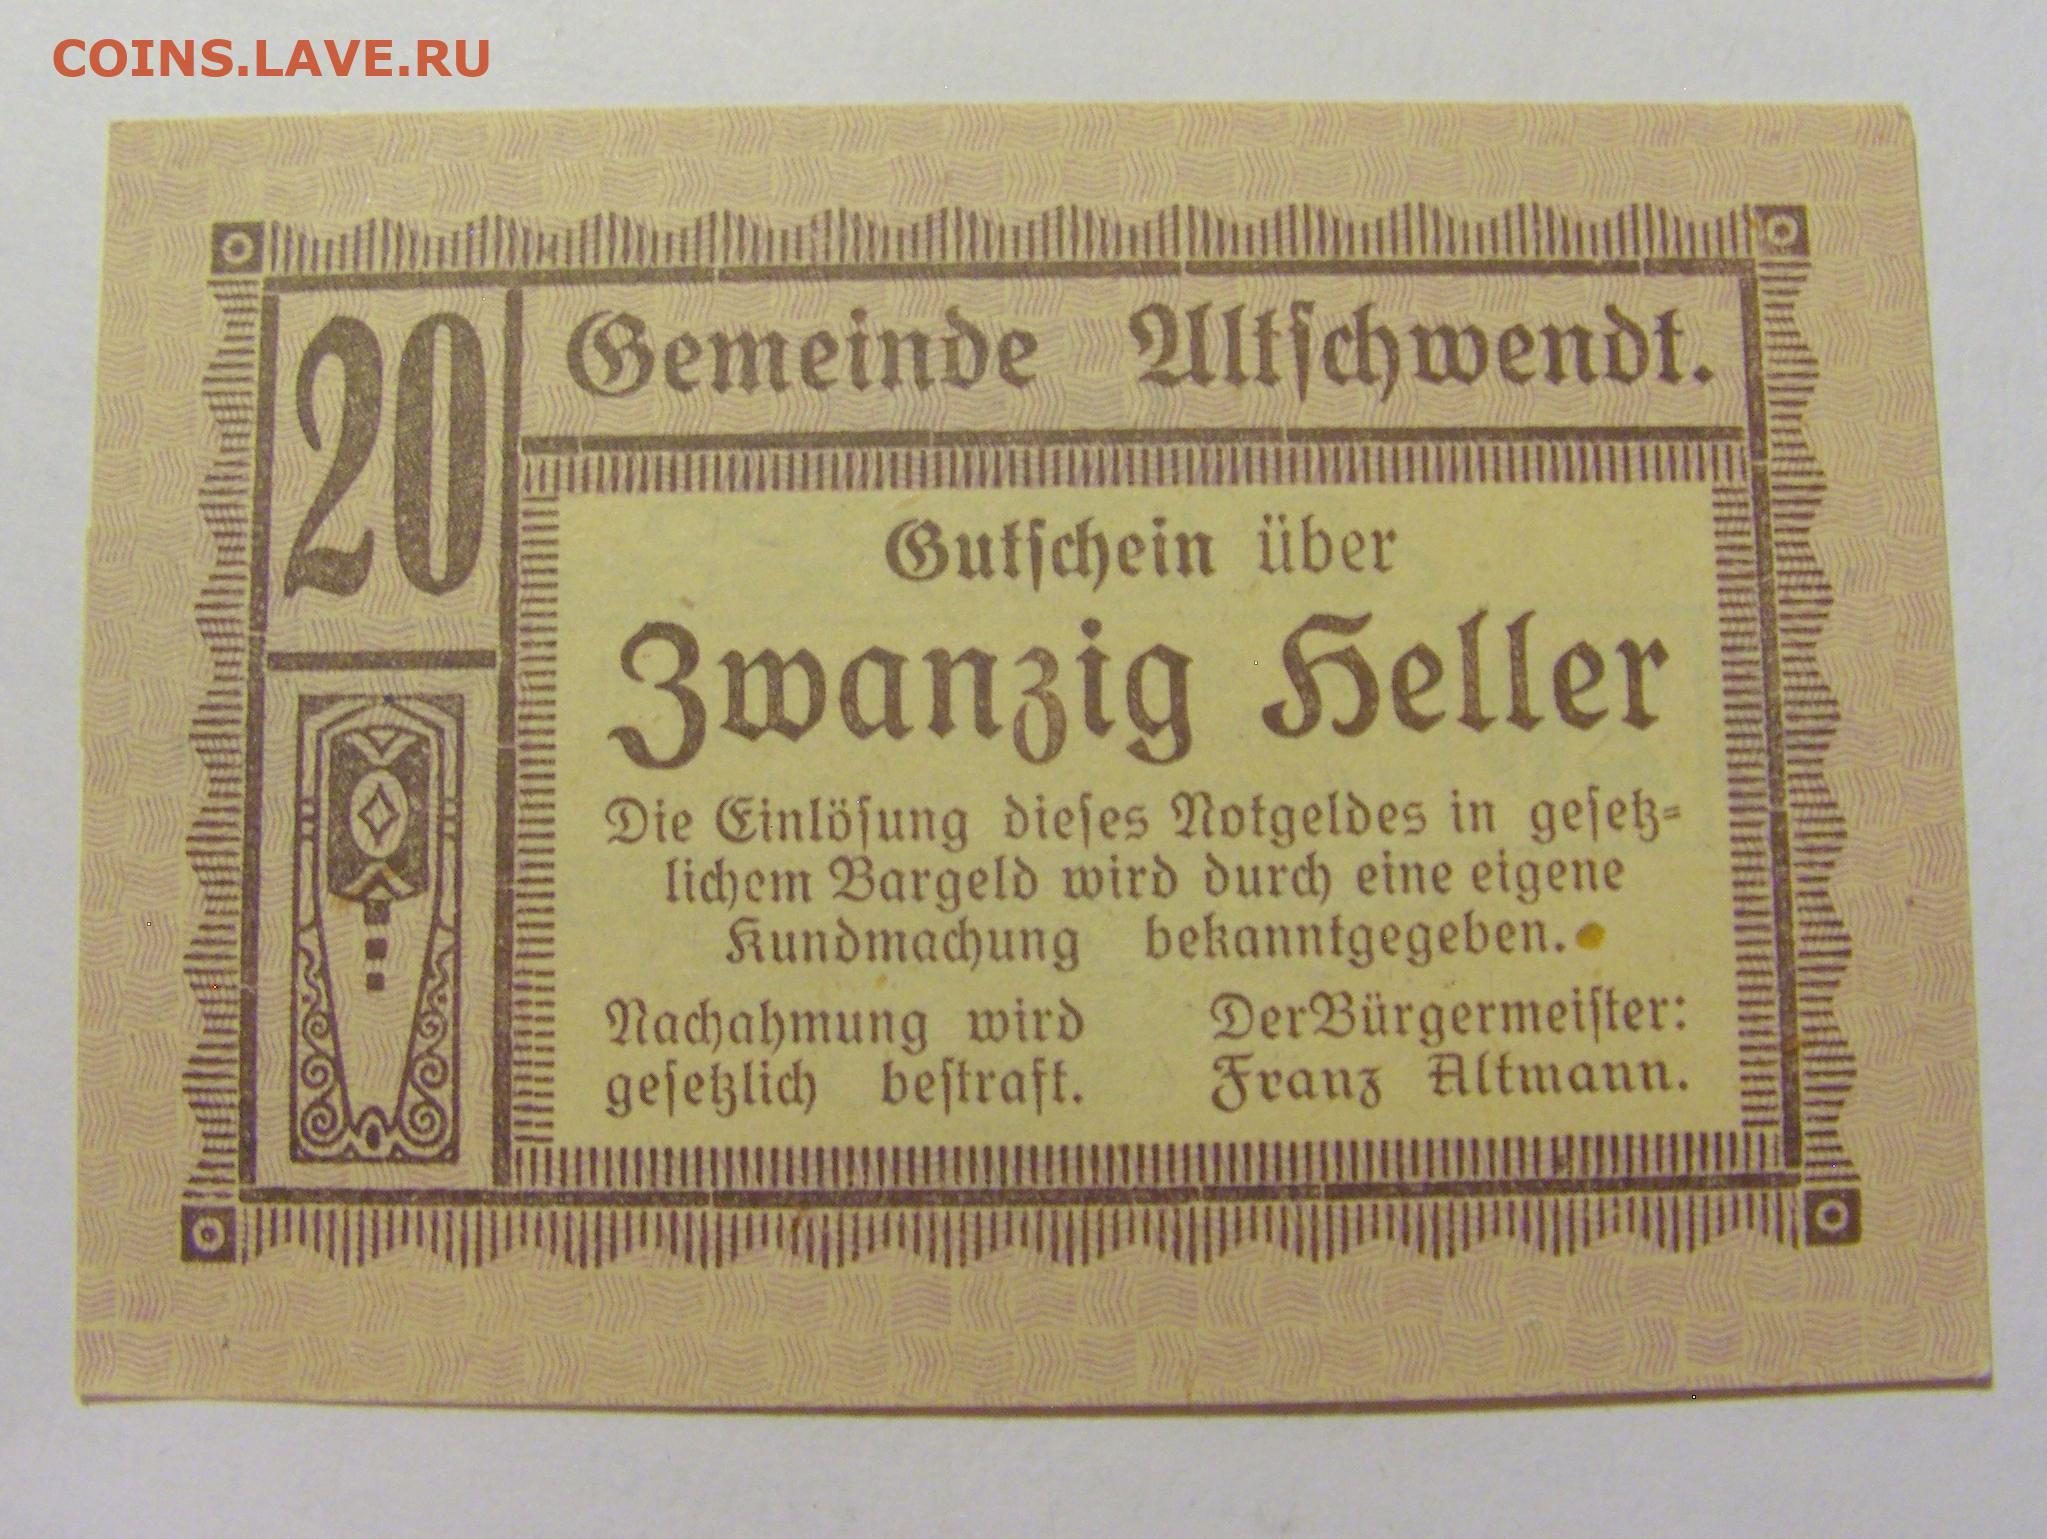 COINS.LAVE.RU
20
Gemeinde Altschwendt.
Gutschein über
Zwanzig Heller
Die Einlösung dieses Notgeldes in gesetz=
lichem Bargeld wird durch eine eigene
Kundmachung bekanntgegeben.
Nachahmung wird
gesetzlich bestraft.
Der Bürgermeister:
Franz Altmann.